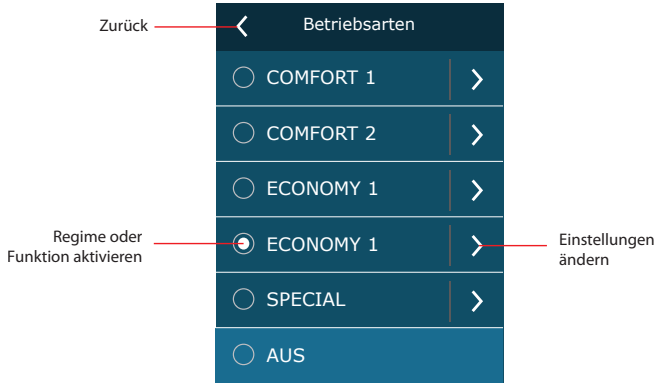 Zurück
Betriebsarten
COMFORT 1
COMFORT 2
ECONOMY 1
Regime oder
Funktion aktivieren
ECONOMY 1
Einstellungen
ändern
SPECIAL
AUS